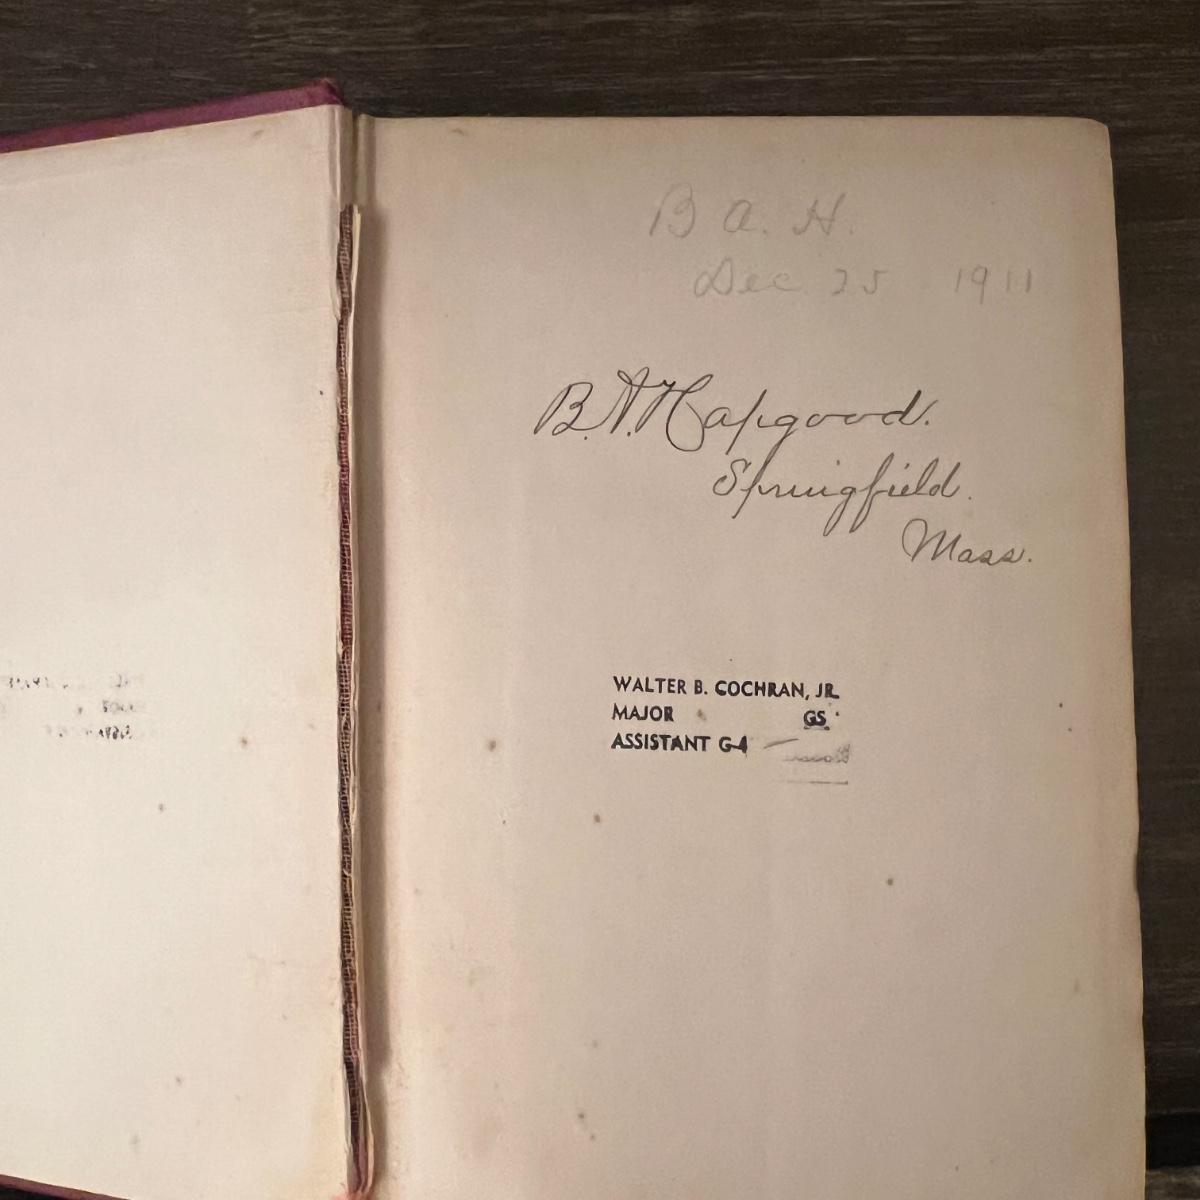 B A. H.
Dec 25 1911
B. A. Hapgood.
Springfield.
Mass.
WALTER B. COCHRAN, JR.
MAJOR GS.
ASSISTANT G-4